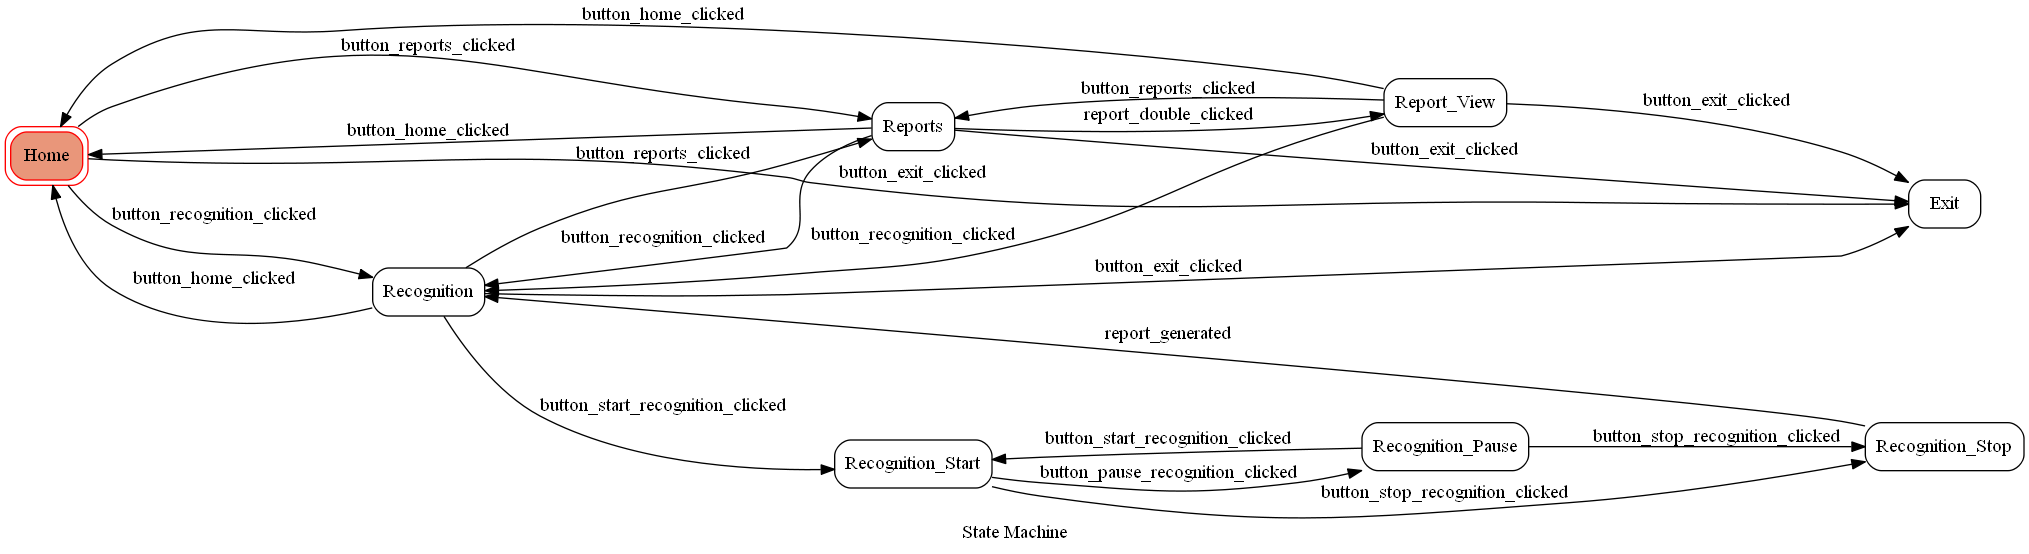 button_home_clicked
button_reports_clicked
button_reports_clicked
Report_View
button_exit_clicked
report_double_clicked
Reports
button_home_clicked
button_reports_clicked
button_exit_clicked
Home
button_exit_clicked
Exit
button_recognition_clicked
button_recognition_clicked
button_recognition_clicked
button_exit_clicked
button_home_clicked
Recognition
report_generated
button_start_recognition_clicked
button_start_recognition_clicked
button_stop_recognition_clicked
Recognition_Pause
Recognition_Stop
Recognition_Start
button_pause_recognition_clicked
button_stop_recognition_clicked
State Machine